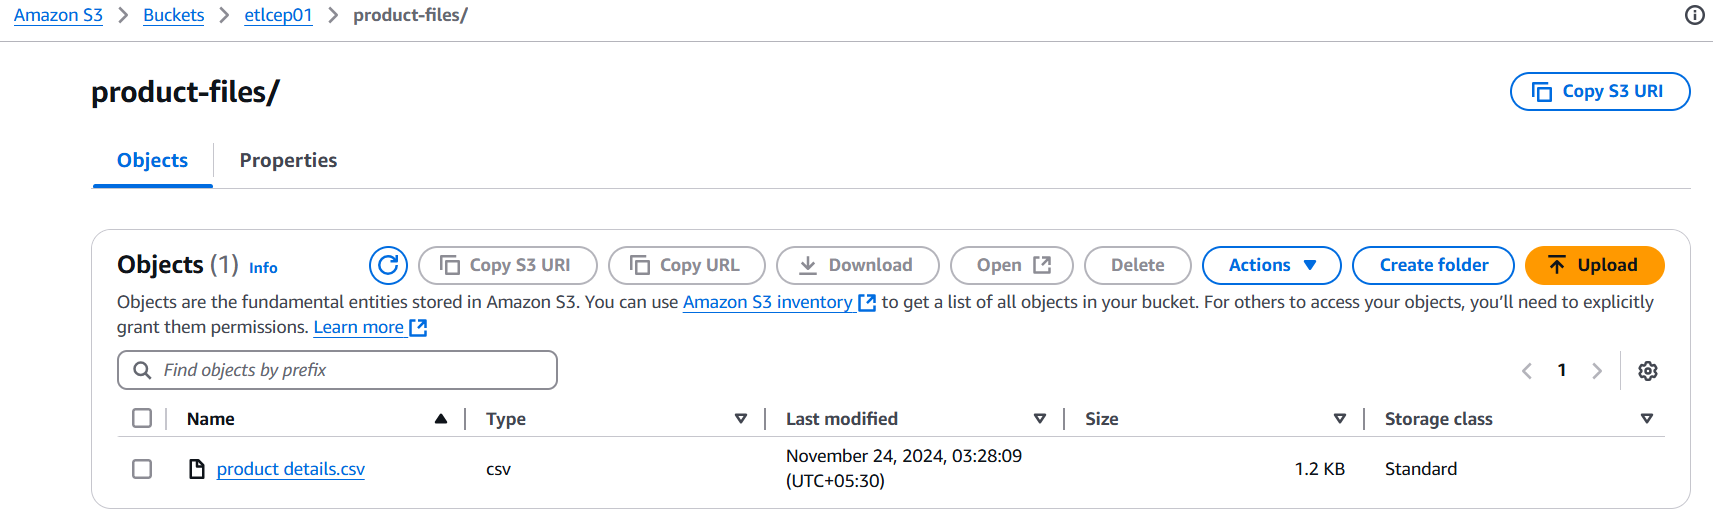 Amazon S3 > Buckets > etlcep01 > product-files/
product-files/
Copy S3 URI
Objects Properties
Objects (1) Info Copy S3 URI Copy URL Download Open Delete Actions Create folder Upload
Objects are the fundamental entities stored in Amazon S3. You can use Amazon S3 inventory to get a list of all objects in your bucket. For others to access your objects, you’ll need to explicitly
grant them permissions. Learn more
Find objects by prefix
1
Name Type Last modified Size Storage class
product details.csv csv November 24, 2024, 03:28:09 1.2 KB Standard
(UTC+05:30)